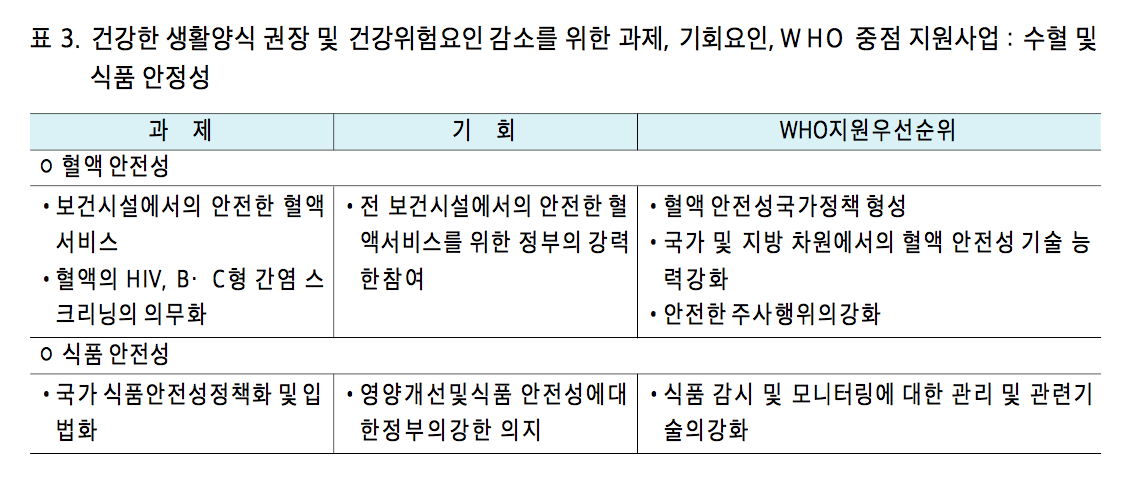 표 3. 건강한 생활양식 권장 및 건강위험요인 감소를 위한 과제, 기회요인, WHO 중점 지원사업 : 수혈 및
식품 안정성
과 제
기 회
WHO지원우선순위
ㅇ 혈액 안전성
• 보건시설에서의 안전한 혈액
서비스
• 혈액의 HIV, B· C형 간염 스
크리닝의 의무화
• 전 보건시설에서의 안전한 혈
액서비스를 위한 정부의 강력
한참여
• 혈액 안전성국가정책 형성
• 국가 및 지방 차원에서의 혈액 안전성 기술 능
력강화
• 안전한 주사행위의강화
ㅇ 식품 안전성
• 국가 식품안전성정책화 및 입
법화
• 영양개선및식품 안전성에대
한정부의강한 의지
• 식품 감시 및 모니터링에 대한 관리 및 관련기
술의강화